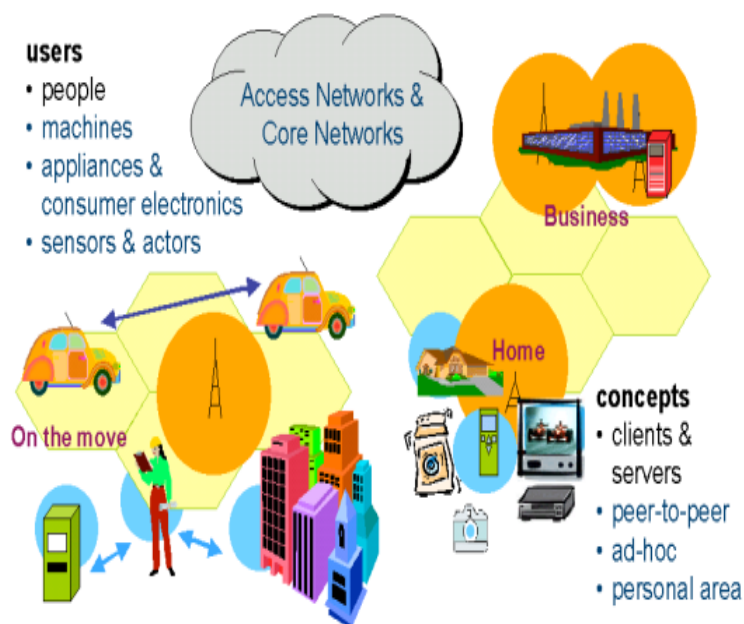 users
• people
• machines
• appliances &
consumer electronics
• sensors & actors
Access Networks &
Core Networks
Business
Home
On the move
concepts
• clients &
servers
• peer-to-peer
• ad-hoc
• personal area